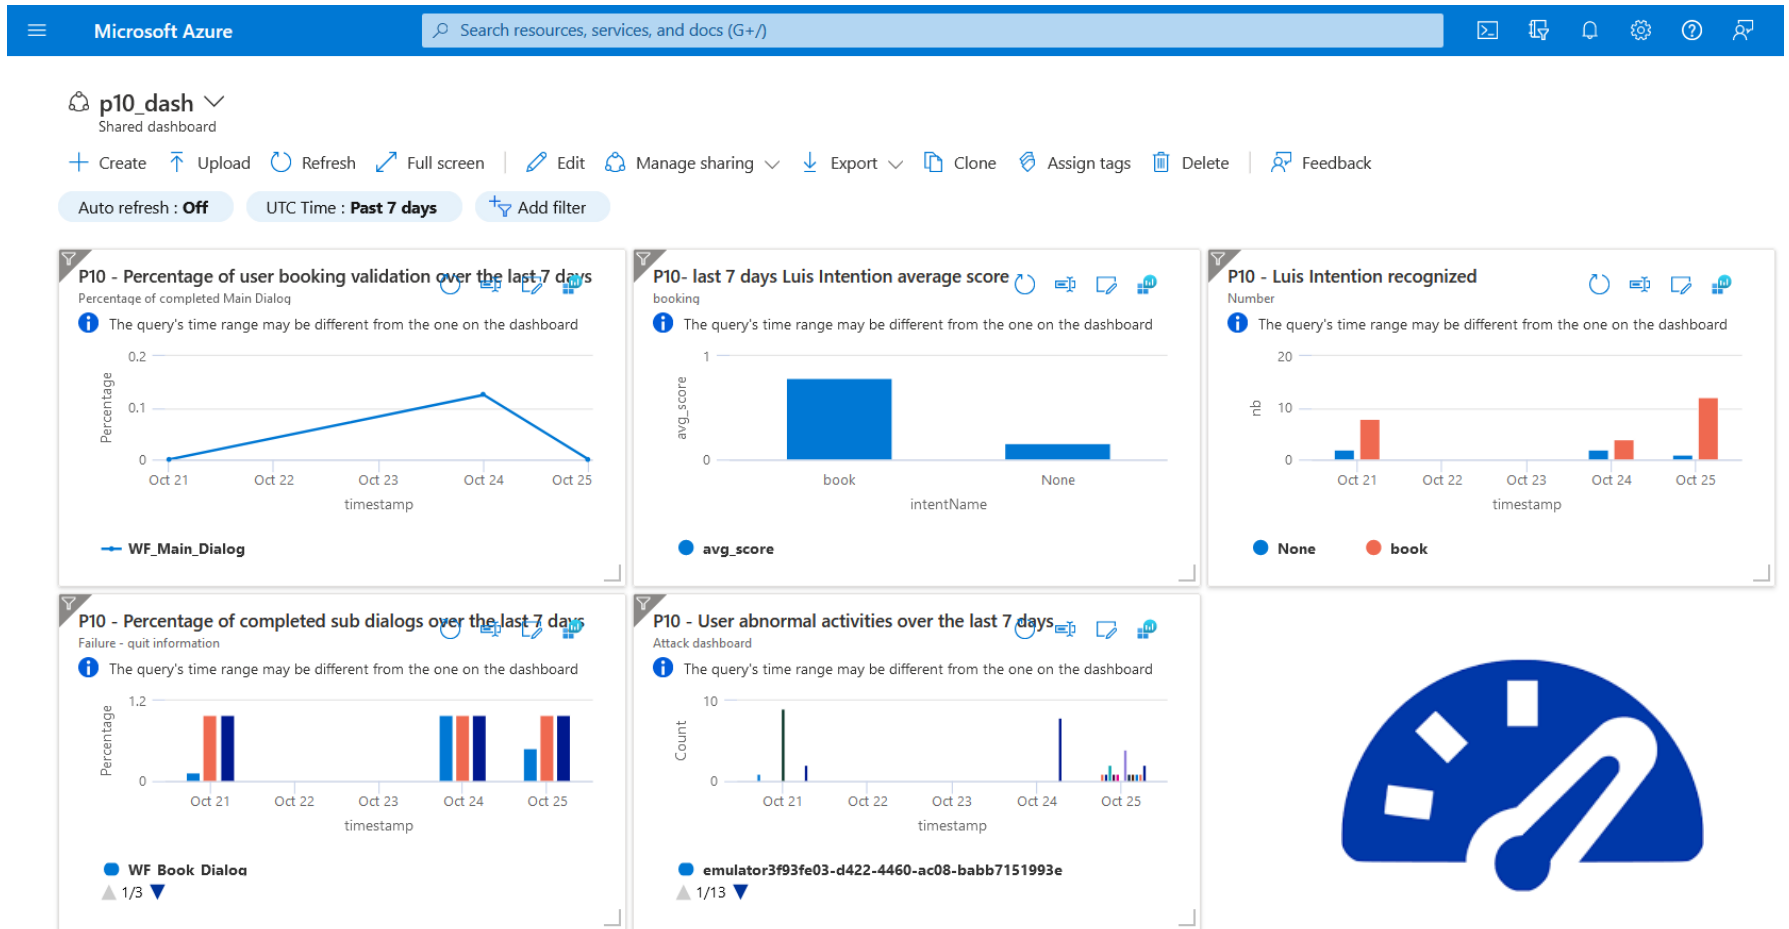 Microsoft Azure
Search resources, services, and docs (G+/)
p10_dash
Shared dashboard
Create Upload Refresh Full screen Edit Manage sharing Export Clone Assign tags Delete Feedback
Auto refresh : Off UTC Time : Past 7 days Add filter
P10 - Percentage of user booking validation over the last 7 days
Percentage of completed Main Dialog
The query's time range may be different from the one on the dashboard
0.2
0.1
0
Percentage
Oct 21 Oct 22 Oct 23 Oct 24 Oct 25
timestamp
WF_Main_Dialog
P10- last 7 days Luis Intention average score
booking
The query's time range may be different from the one on the dashboard
1
0
avg_score
book None
intentName
avg_score
P10 - Luis Intention recognized
Number
The query's time range may be different from the one on the dashboard
20
10
0
nb
Oct 21 Oct 22 Oct 23 Oct 24 Oct 25
timestamp
None book
P10 - Percentage of completed sub dialogs over the last 7 days
Failure - quit information
The query's time range may be different from the one on the dashboard
1.2
0
Percentage
Oct 21 Oct 22 Oct 23 Oct 24 Oct 25
timestamp
WF_Book_Dialog
1/3
P10 - User abnormal activities over the last 7 days
Attack dashboard
The query's time range may be different from the one on the dashboard
10
0
Count
Oct 21 Oct 22 Oct 23 Oct 24 Oct 25
timestamp
emulator3f93fe03-d422-4460-ac08-babb7151993e
1/13